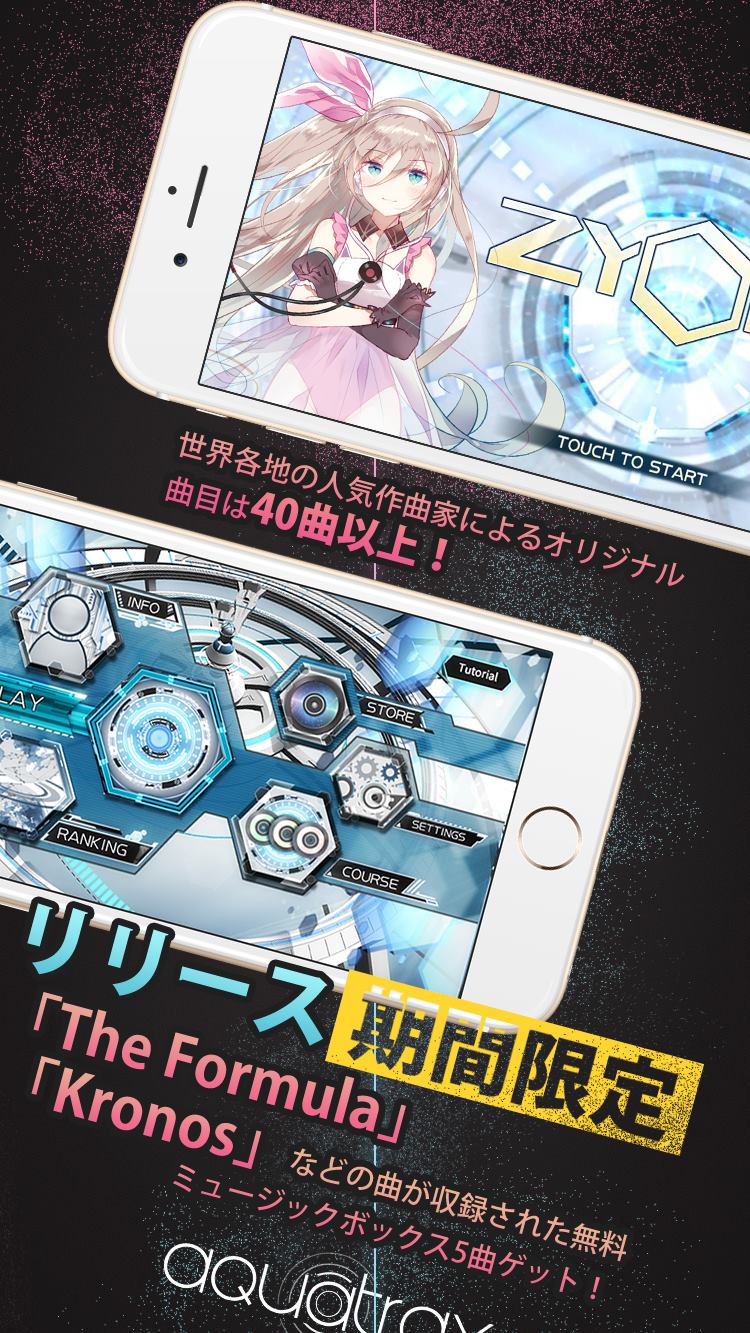 ZYO
TOUCH TO START
世界各地の人気作曲家によるオリジナル
曲目は40曲以上！
INFO
Tutorial
LAY
STORE
SETTINGS
RANKING
COURSE
リリース期間限定
「The Formula」
「Kronos」などの曲が収録された無料
ミュージックボックス5曲ゲット！
aquatrax